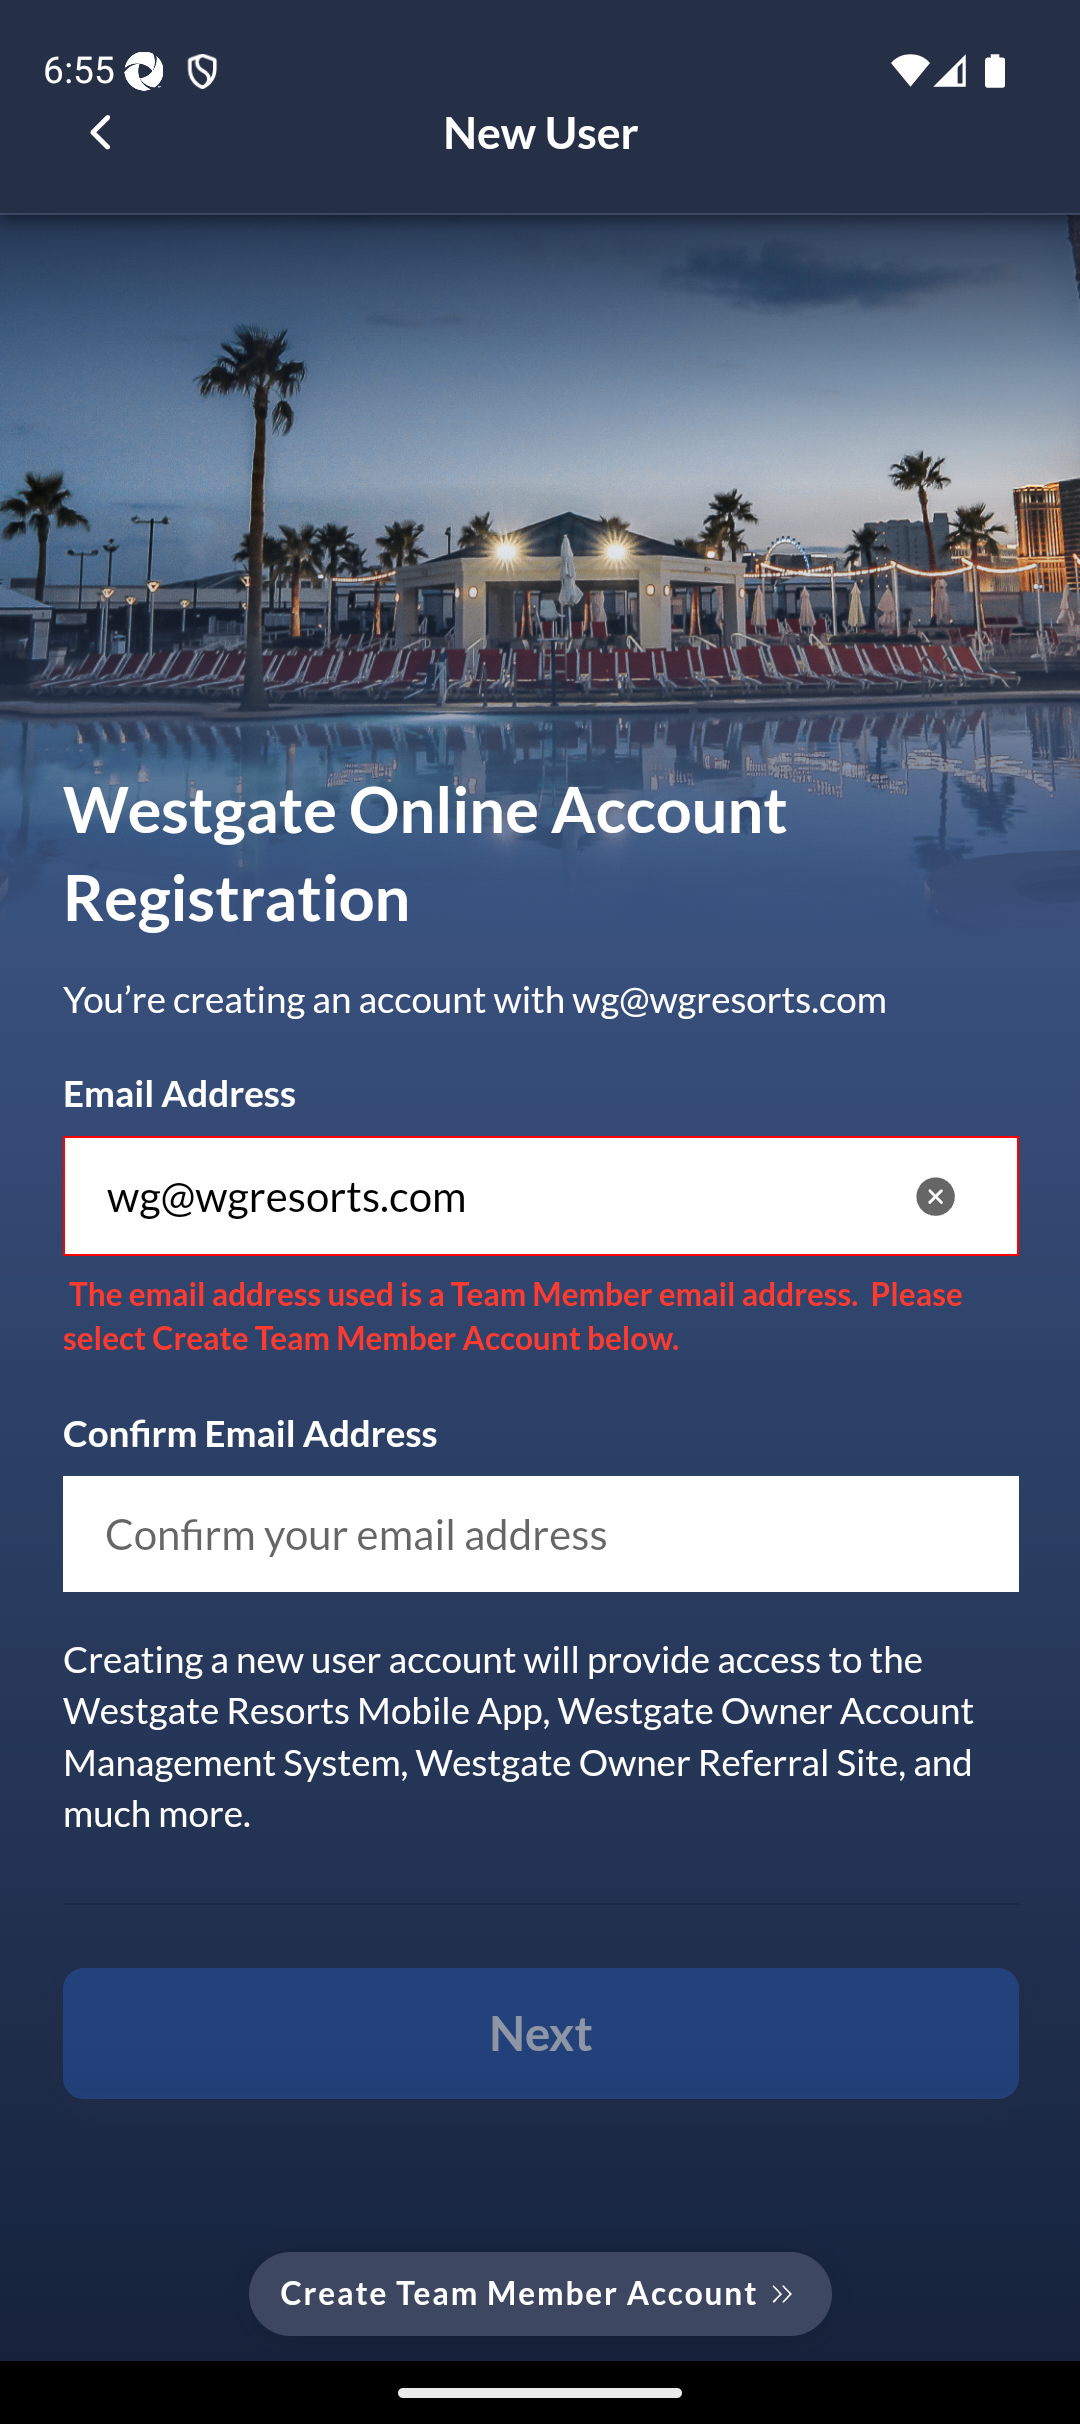 6:55
New User
Westgate Online Account
Registration
You’re creating an account with wg@wgresorts.com
Email Address
wg@wgresorts.com
The email address used is a Team Member email address.  Please
select Create Team Member Account below.
Confirm Email Address
Confirm your email address
Creating a new user account will provide access to the
Westgate Resorts Mobile App, Westgate Owner Account
Management System, Westgate Owner Referral Site, and
much more.
Next
Create Team Member Account